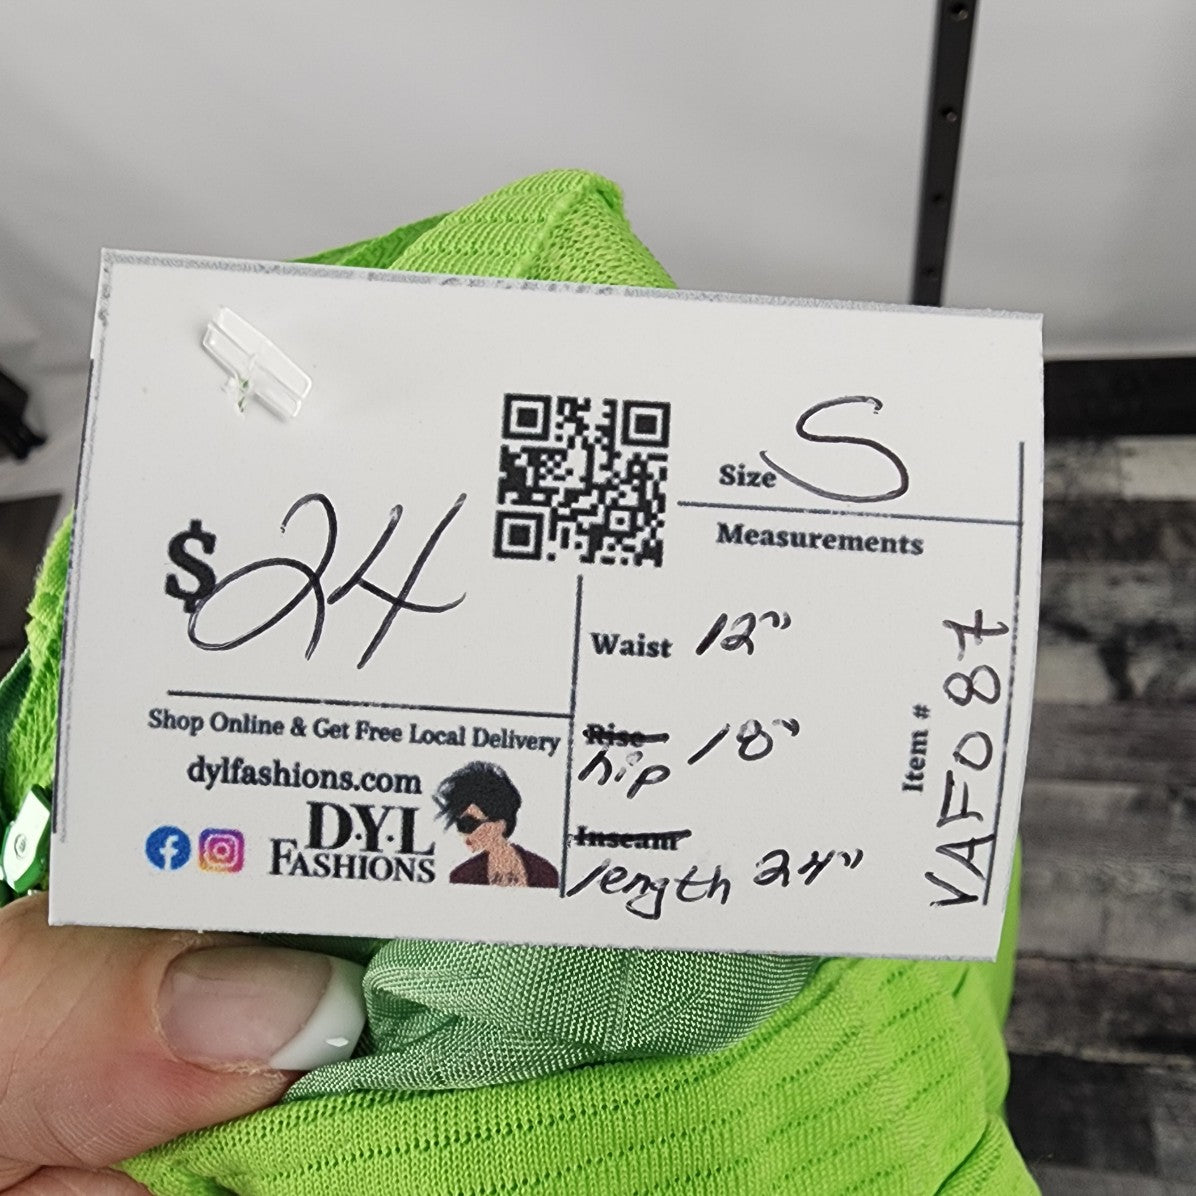 $24
Shop Online & Get Free Local Delivery
dylfashions.com
D·Y·L
FASHIONS
Size S
Measurements
Waist 12"
Rise
hip 18"
Inseam
length 24"
Item #
VAF087